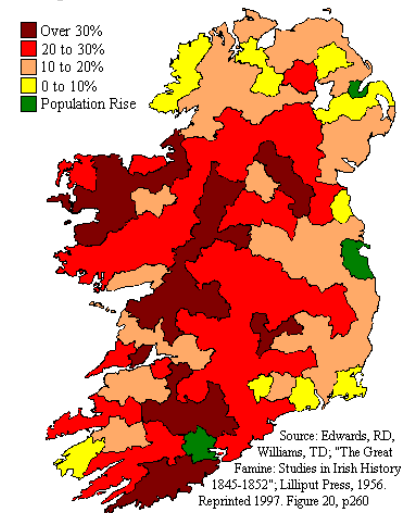 Over 30%
20 to 30%
10 to 20%
0 to 10%
Population Rise
Source: Edwards, RD,
Williams, TD; "The Great
Famine: Studies in Irish History
1845-1852"; Lilliput Press, 1956.
Reprinted 1997. Figure 20, p260